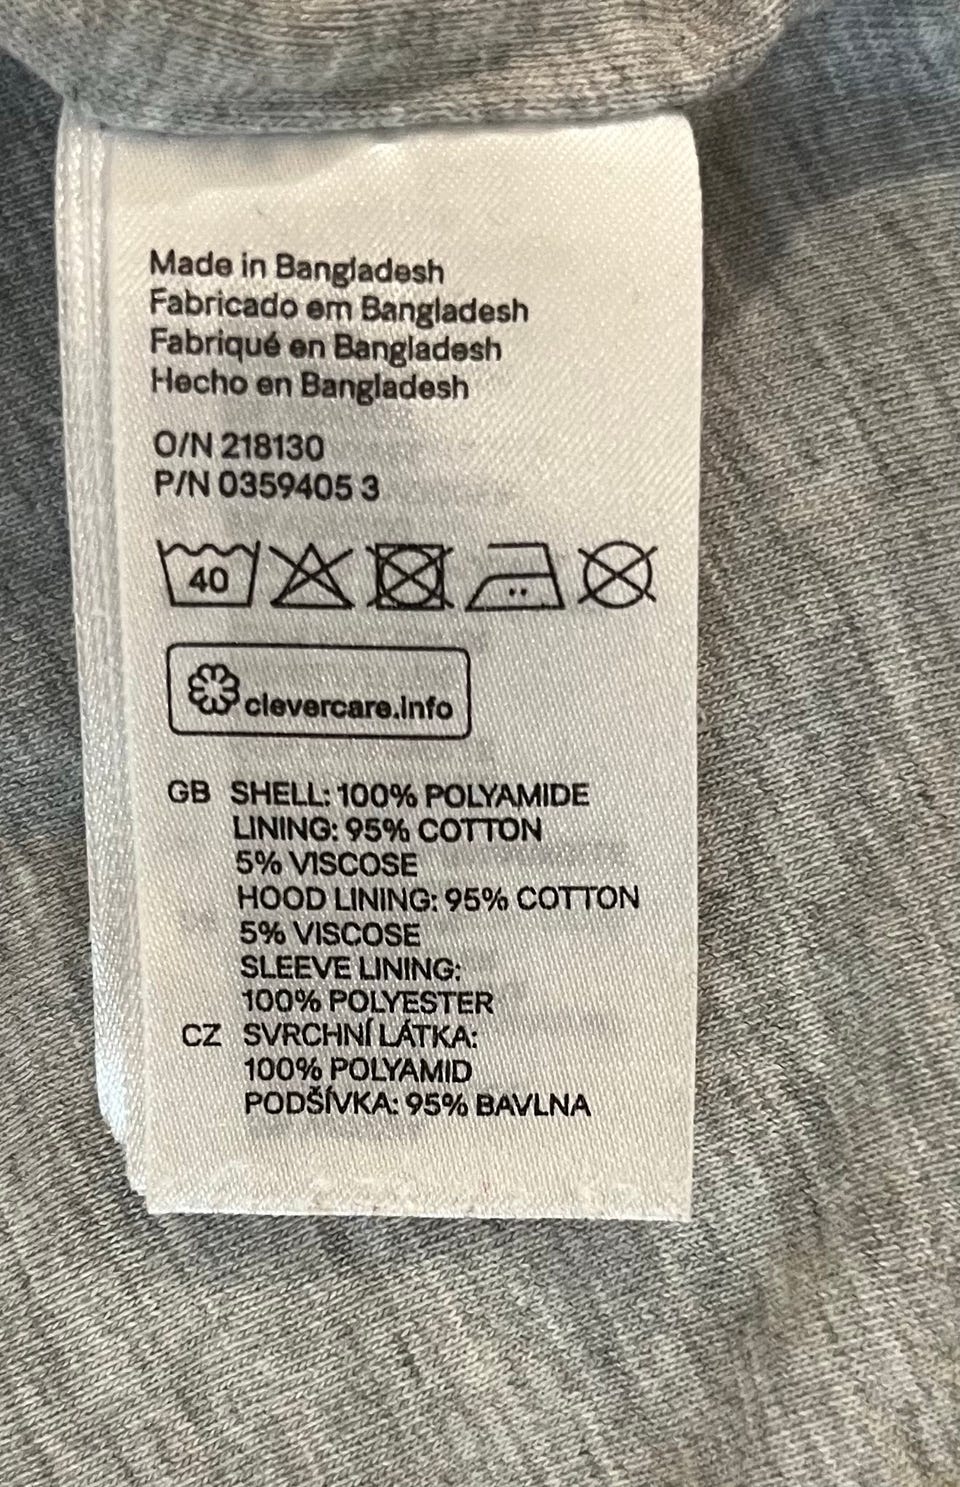 Made in Bangladesh
Fabricado em Bangladesh
Fabriqué en Bangladesh
Hecho en Bangladesh
O/N 218130
P/N 0359405 3
40
clevercare.info
GB SHELL: 100% POLYAMIDE
LINING: 95% COTTON
5% VISCOSE
HOOD LINING: 95% COTTON
5% VISCOSE
SLEEVE LINING:
100% POLYESTER
CZ SVRCHNÍ LÁTKA:
100% POLYAMID
PODŠÍVKA: 95% BAVLNA